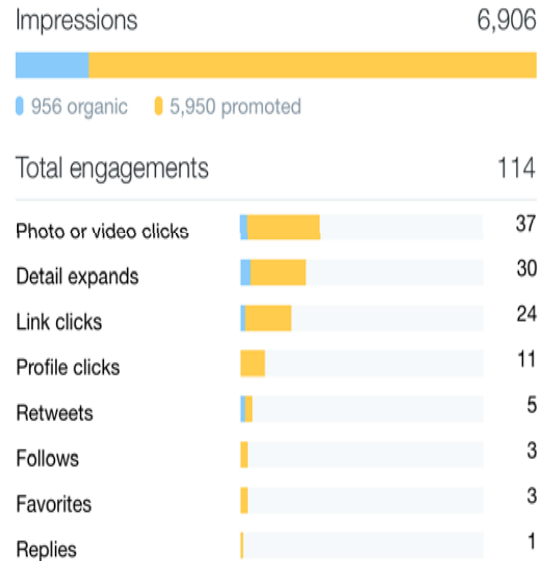 Impressions 6,906
956 organic 5,950 promoted
Total engagements 114
Photo or video clicks 37
Detail expands 30
Link clicks 24
Profile clicks 11
Retweets 5
Follows 3
Favorites 3
Replies 1